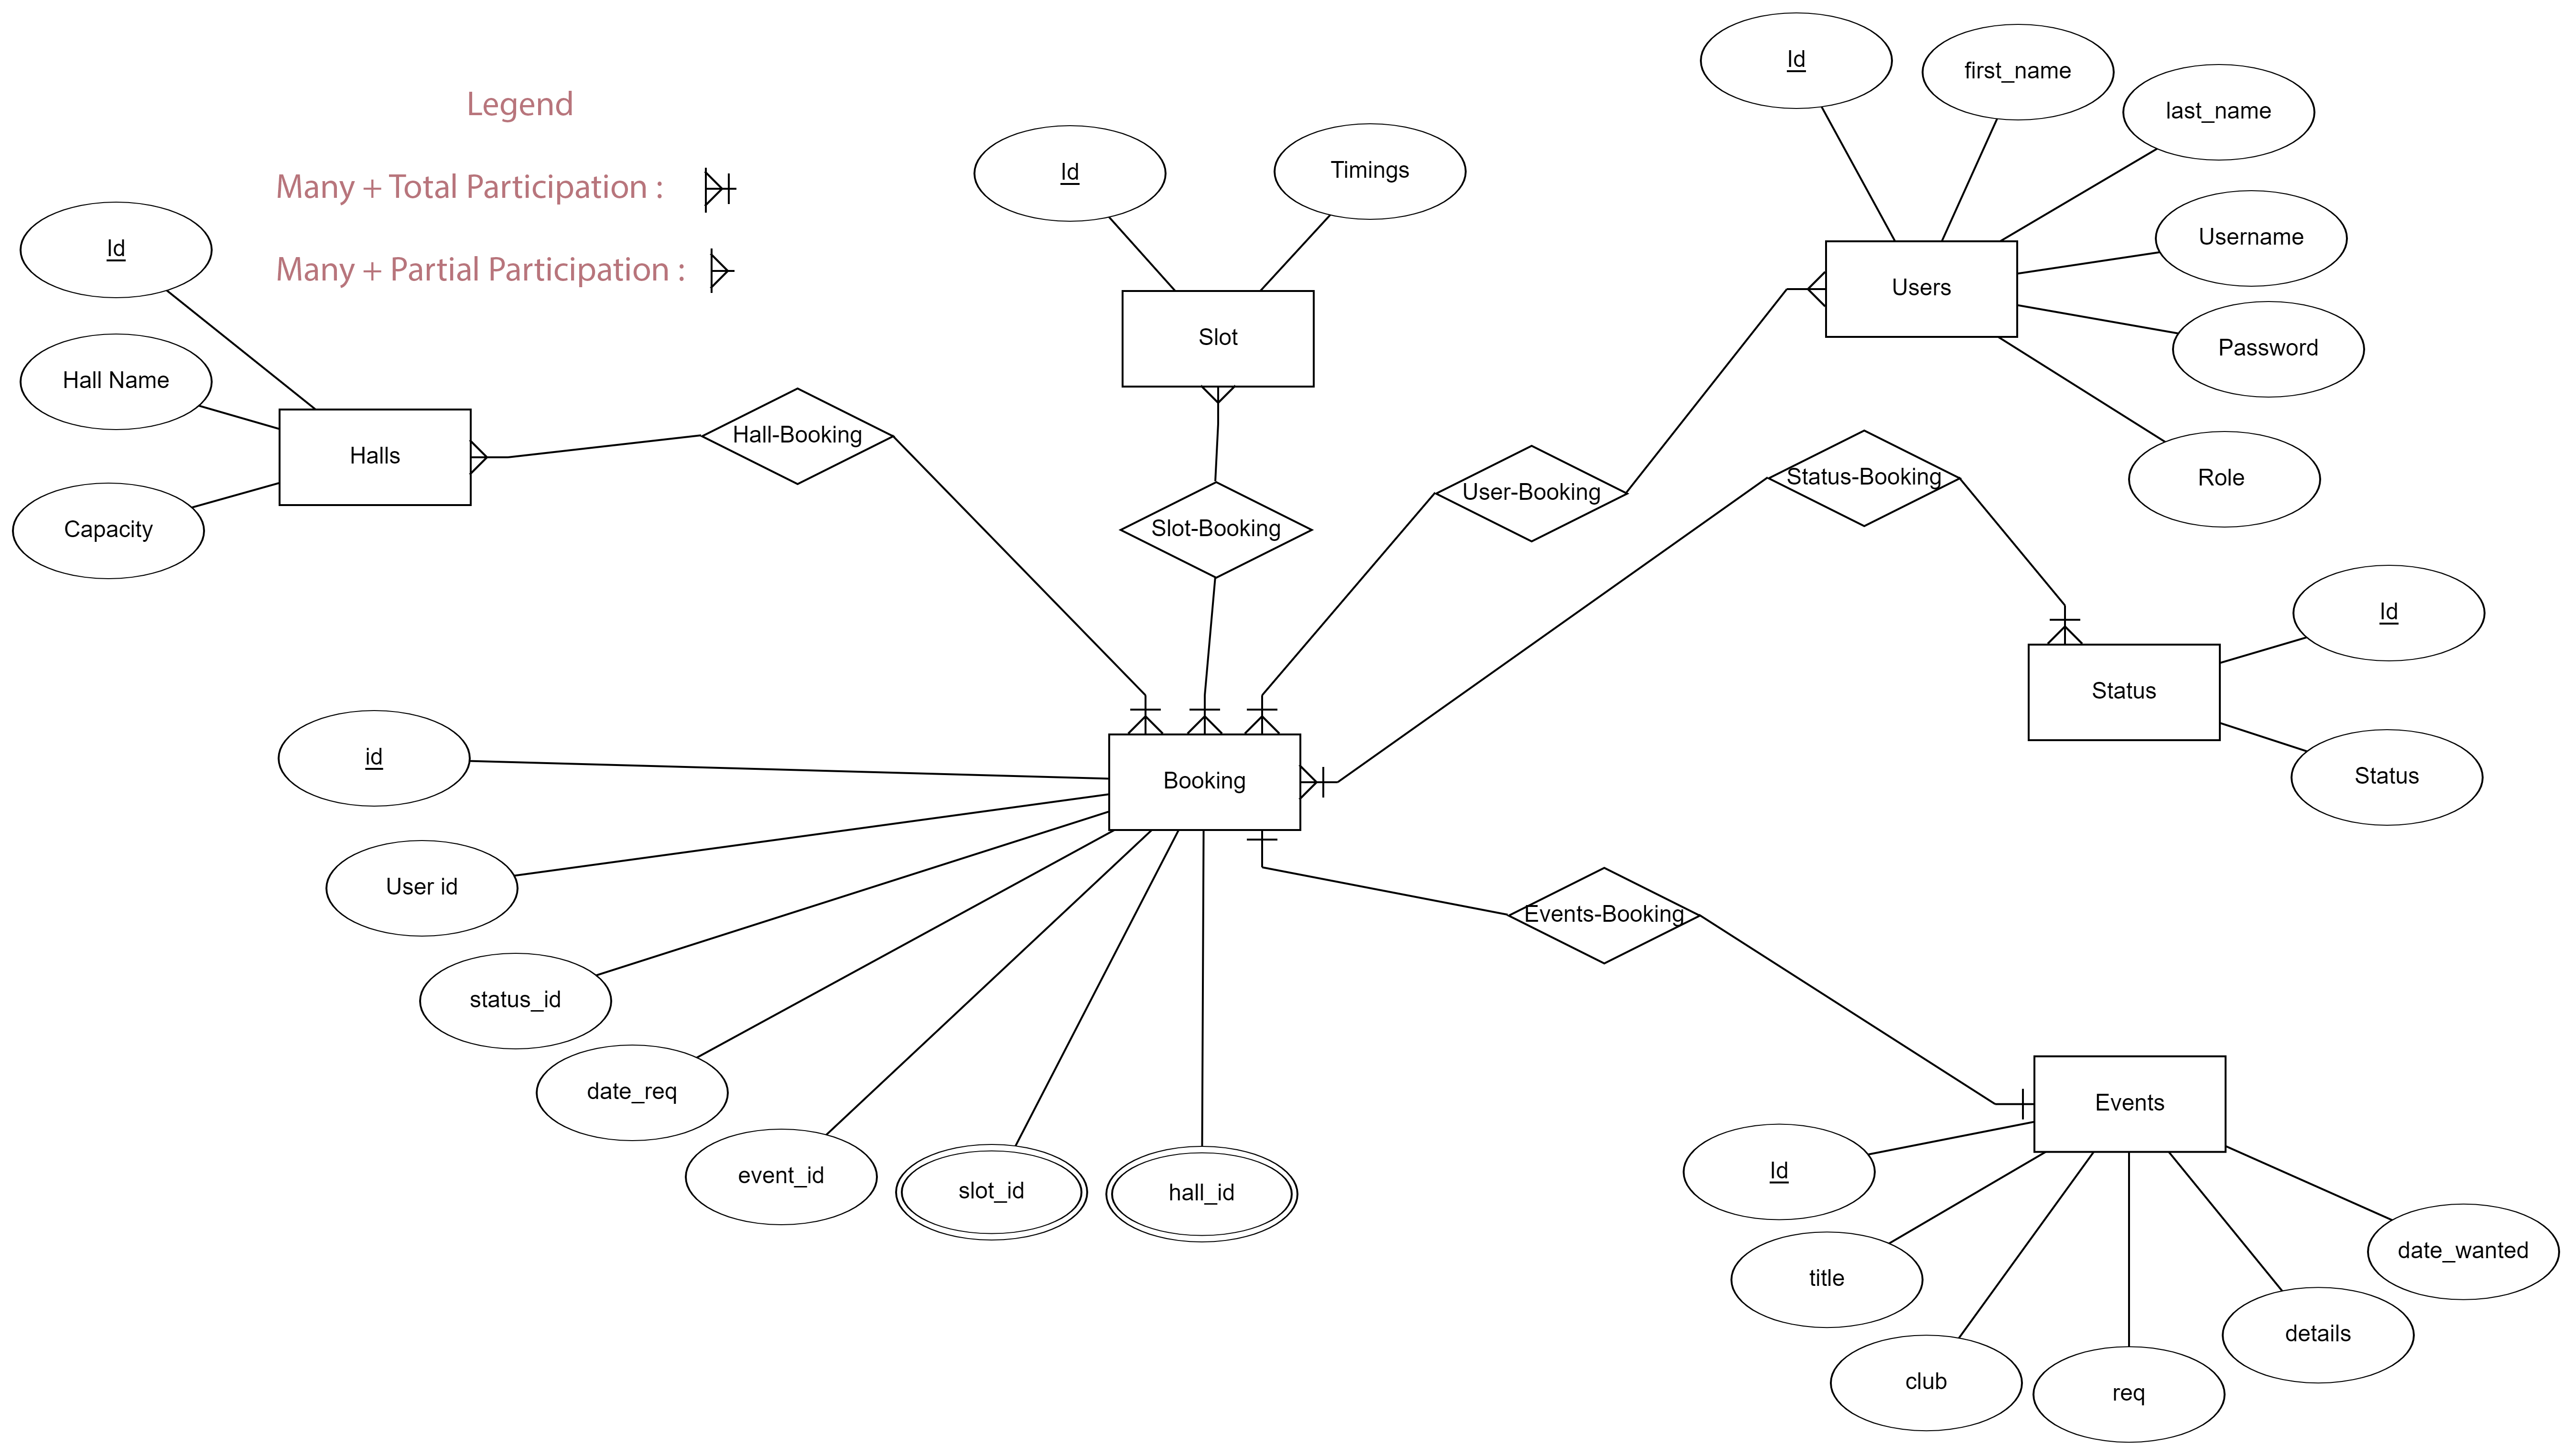 Legend
Many + Total Participation :
Many + Partial Participation :
Id
Hall Name
Capacity
Halls
Hall-Booking
Id
Timings
Slot
Slot-Booking
Id
first_name
last_name
Username
Password
Role
Users
User-Booking
Status-Booking
Id
Status
Status
Booking
id
User id
status_id
date_req
event_id
slot_id
hall_id
Events-Booking
Events
Id
title
club
req
details
date_wanted